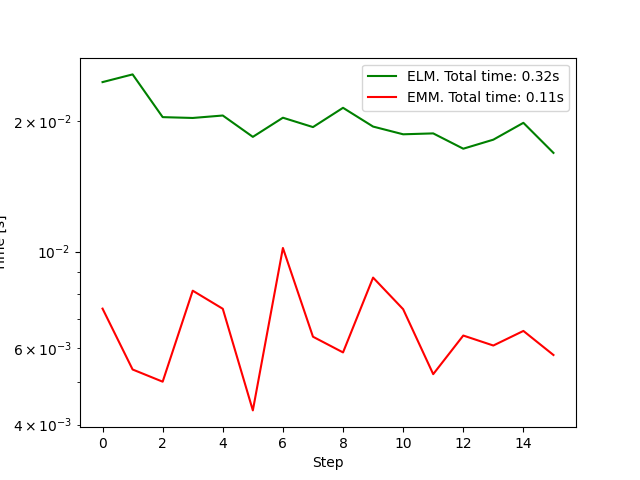 ELM. Total time: 0.32s
EMM. Total time: 0.11s
2 × 10⁻²
10⁻²
6 × 10⁻³
4 × 10⁻³
[s]
0 2 4 6 8 10 12 14
Step